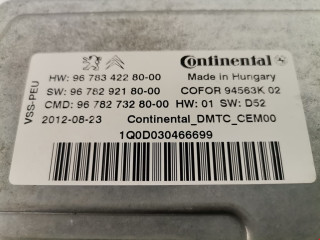 Continental
HW: 96 783 422 80-00 Made in Hungary
SW: 96 782 921 80-00 COFOR 94563K 02
CMD: 96 782 732 80-00 HW: 01 SW: D52
2012-08-23 Continental_DMTC_CEM00
1Q0D030466699
VSS-PEU